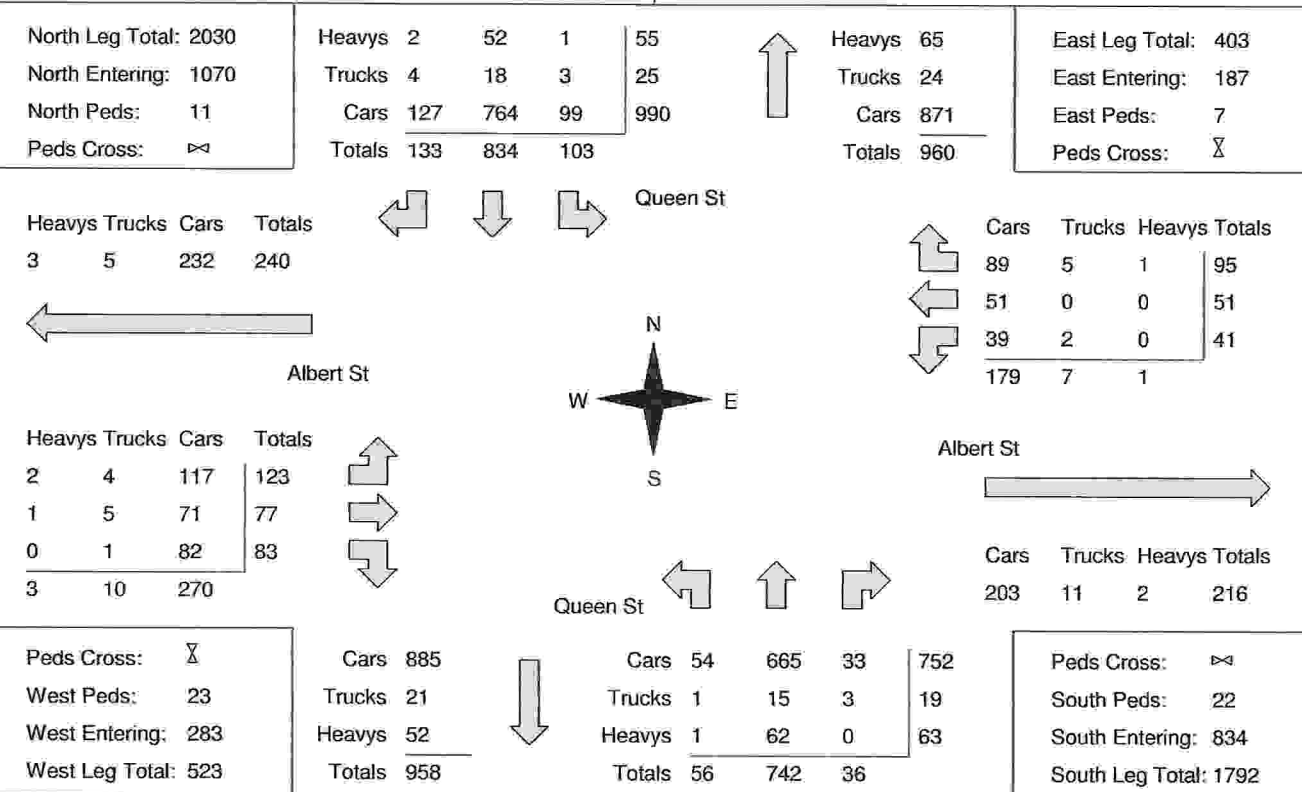 North Leg Total: 2030
North Entering: 1070
North Peds: 11
Peds Cross: ⋈
Heavys 2 52 1 55
Trucks 4 18 3 25
Cars 127 764 99 990
Totals 133 834 103
Heavys 65
Trucks 24
Cars 871
Totals 960
East Leg Total: 403
East Entering: 187
East Peds: 7
Peds Cross: ⧖
Queen St
Heavys Trucks Cars Totals
3 5 232 240
Cars Trucks Heavys Totals
89 5 1 95
51 0 0 51
39 2 0 41
179 7 1
Albert St
N
W E
S
Heavys Trucks Cars Totals
2 4 117 123
1 5 71 77
0 1 82 83
3 10 270
Albert St
Cars Trucks Heavys Totals
203 11 2 216
Queen St
Peds Cross: ⧖
West Peds: 23
West Entering: 283
West Leg Total: 523
Cars 885
Trucks 21
Heavys 52
Totals 958
Cars 54 665 33 752
Trucks 1 15 3 19
Heavys 1 62 0 63
Totals 56 742 36
Peds Cross: ⋈
South Peds: 22
South Entering: 834
South Leg Total: 1792